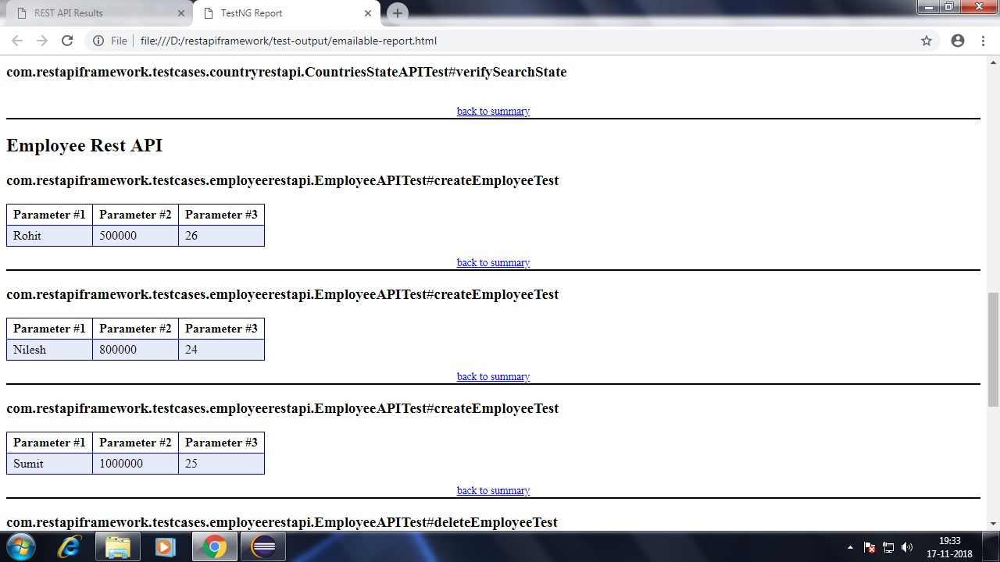 REST API Results
TestNG Report
File
file:///D:/restapiframework/test-output/emailable-report.html
com.restapiframework.testcases.countryrestapi.CountriesStateAPITest#verifySearchState
back to summary
Employee Rest API
com.restapiframework.testcases.employeerestapi.EmployeeAPITest#createEmployeeTest
Parameter #1 Parameter #2 Parameter #3
Rohit 500000 26
back to summary
com.restapiframework.testcases.employeerestapi.EmployeeAPITest#createEmployeeTest
Parameter #1 Parameter #2 Parameter #3
Nilesh 800000 24
back to summary
com.restapiframework.testcases.employeerestapi.EmployeeAPITest#createEmployeeTest
Parameter #1 Parameter #2 Parameter #3
Sumit 1000000 25
back to summary
com.restapiframework.testcases.employeerestapi.EmployeeAPITest#deleteEmployeeTest
19:33
17-11-2018